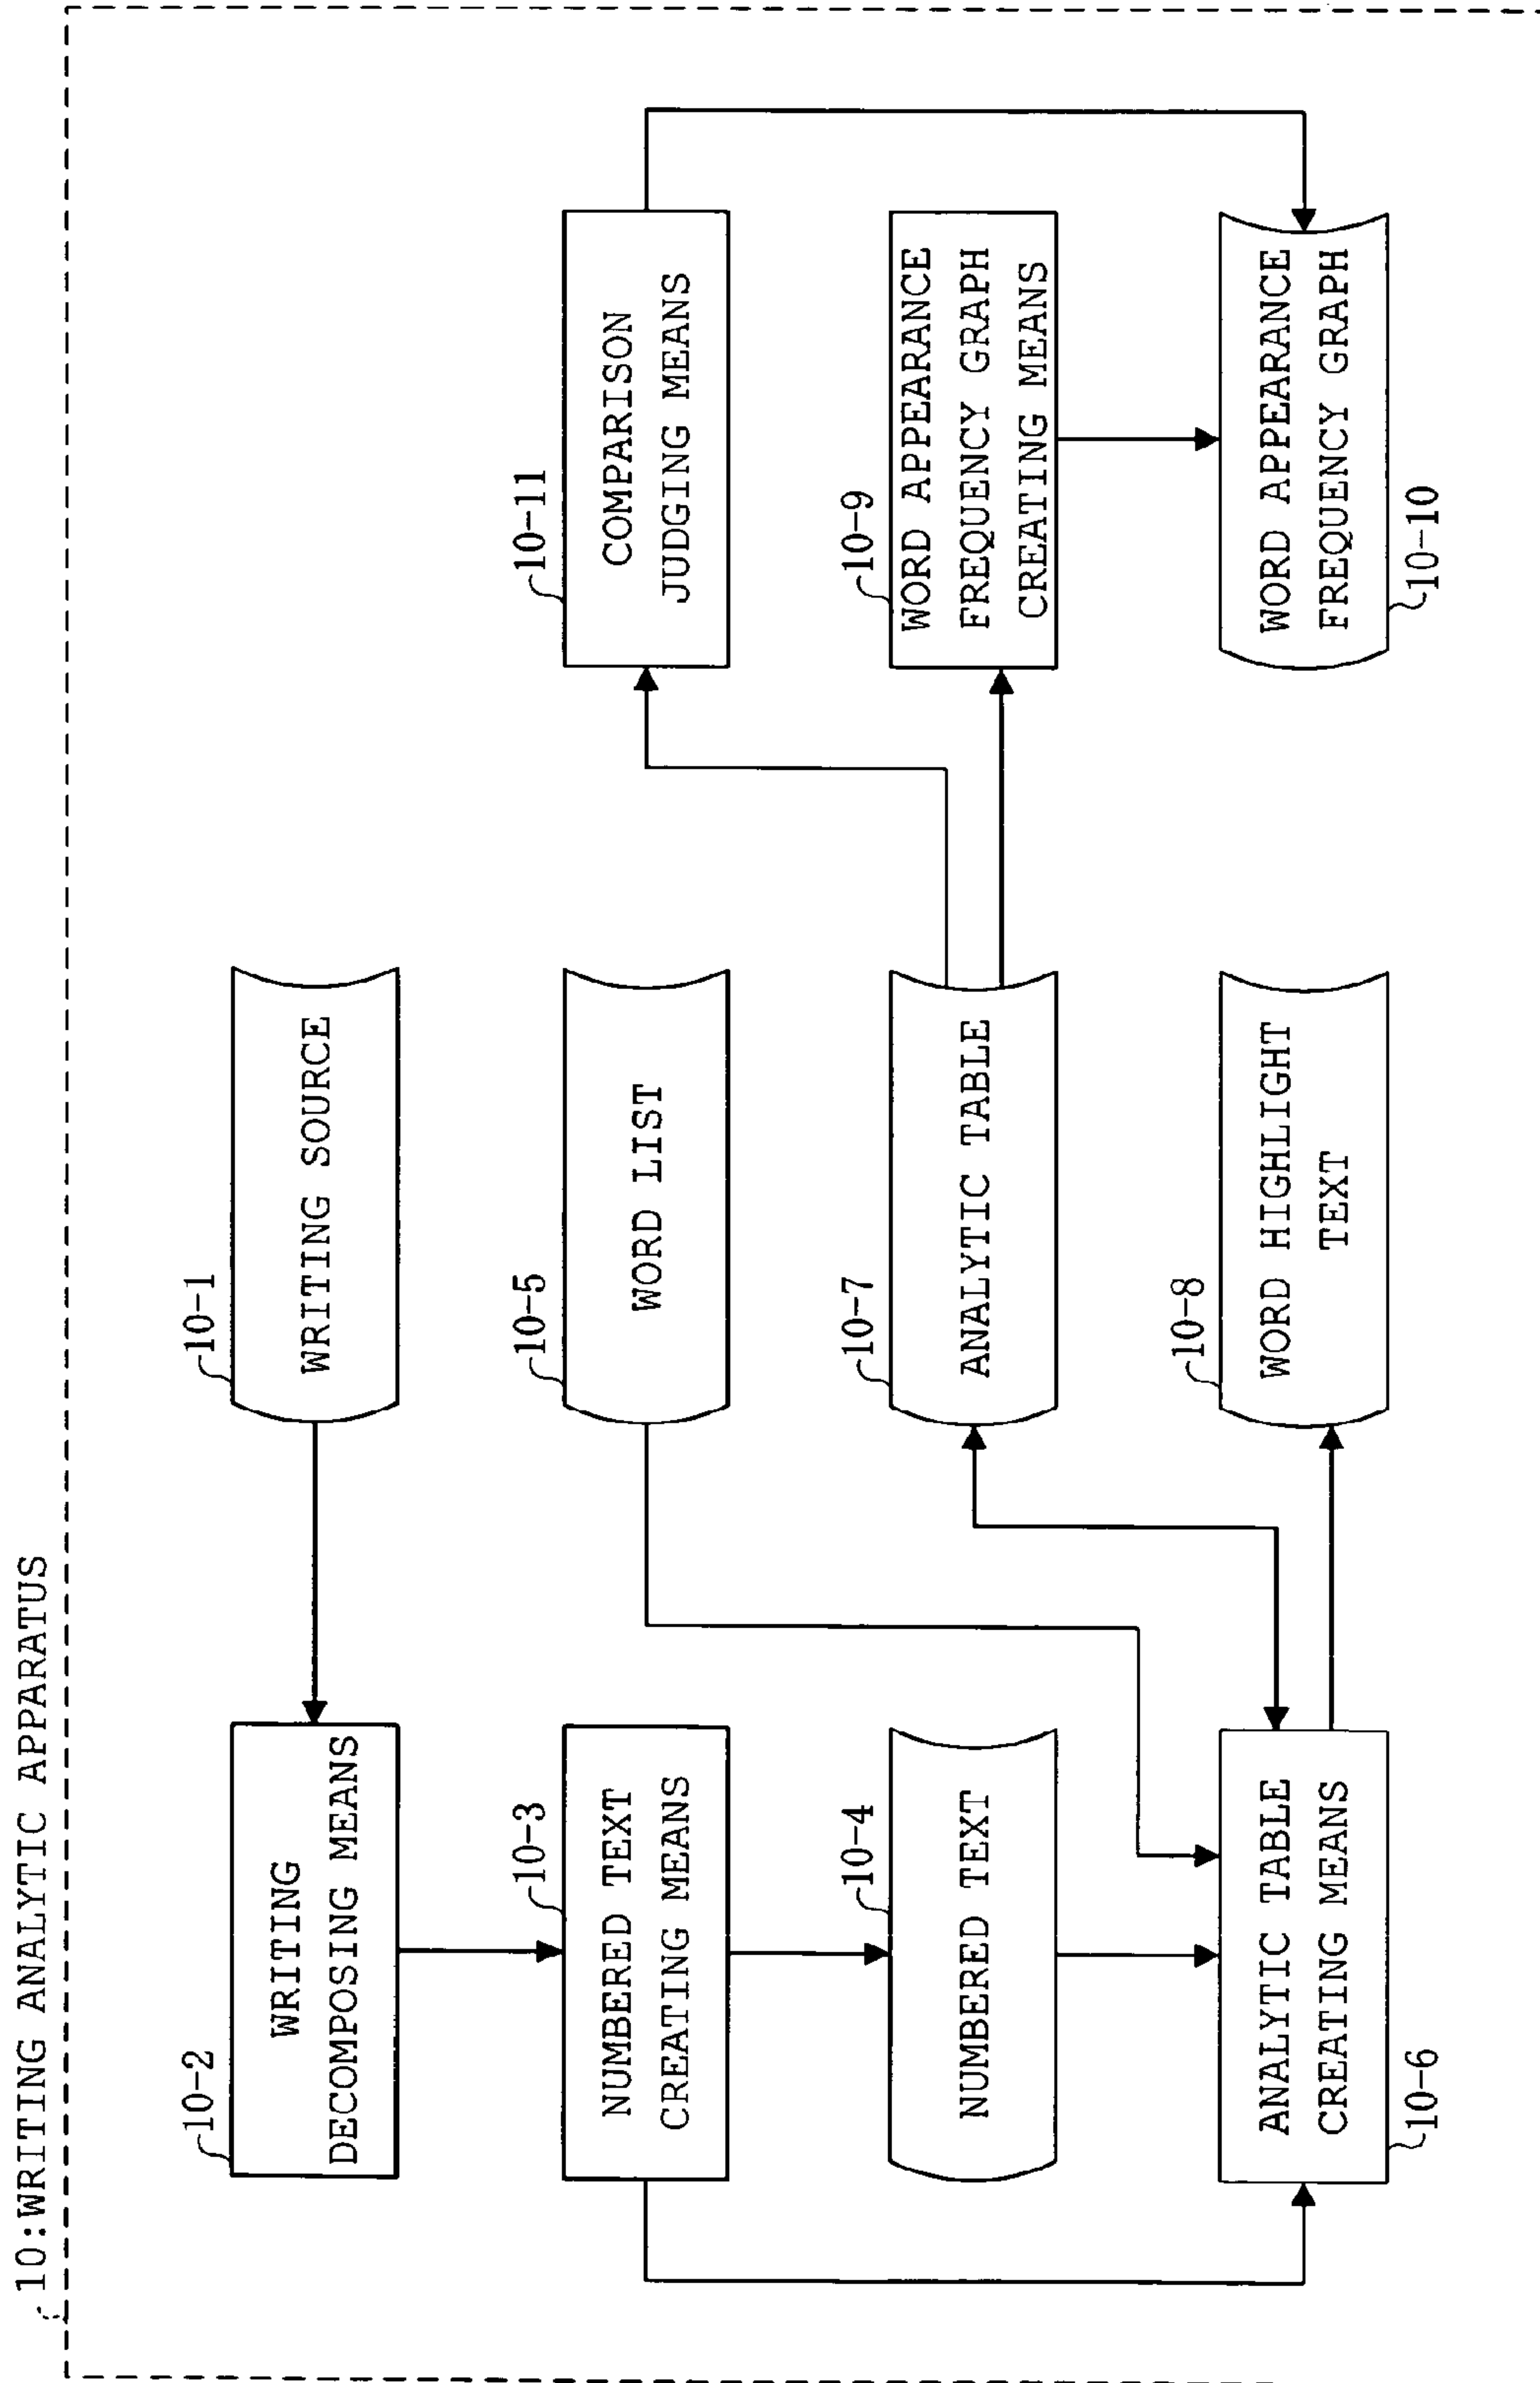 10:WRITING ANALYTIC APPARATUS
10-2
WRITING
DECOMPOSING MEANS
10-1
WRITING SOURCE
10-3
NUMBERED TEXT
CREATING MEANS
10-5
WORD LIST
10-11
COMPARISON
JUDGING MEANS
10-4
NUMBERED TEXT
10-7
ANALYTIC TABLE
10-9
WORD APPEARANCE
FREQUENCY GRAPH
CREATING MEANS
ANALYTIC TABLE
CREATING MEANS
10-6
10-8
WORD HIGHLIGHT
TEXT
WORD APPEARANCE
FREQUENCY GRAPH
10-10